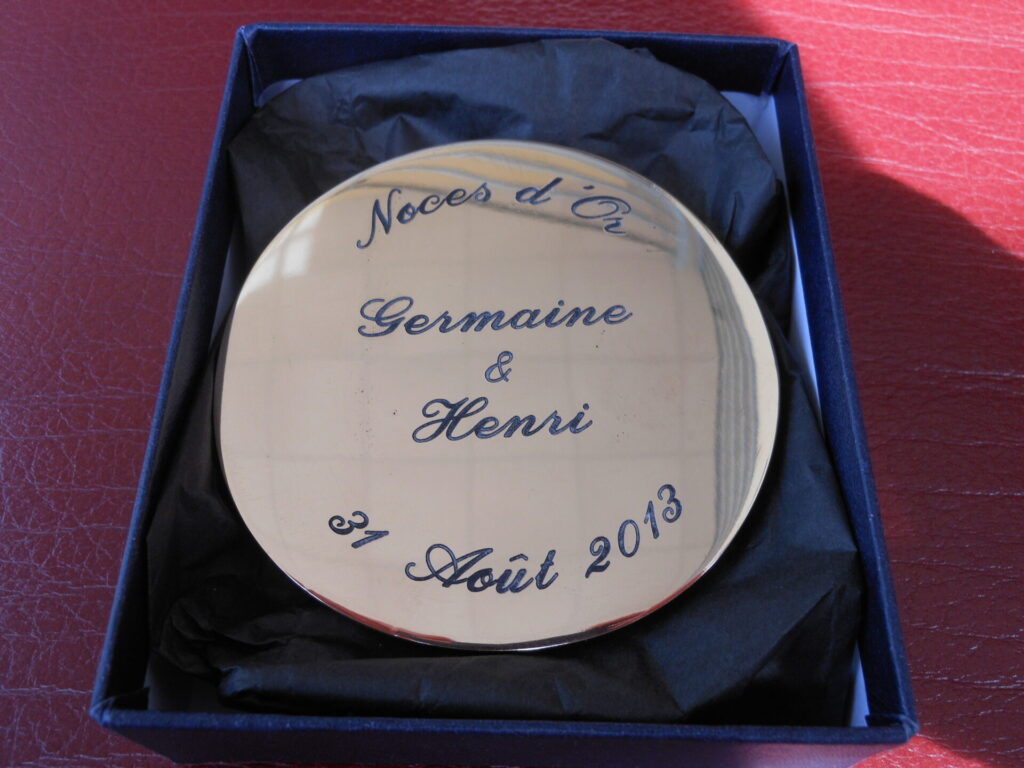 Noces d'Or
Germaine
&
Henri
31 Août 2013